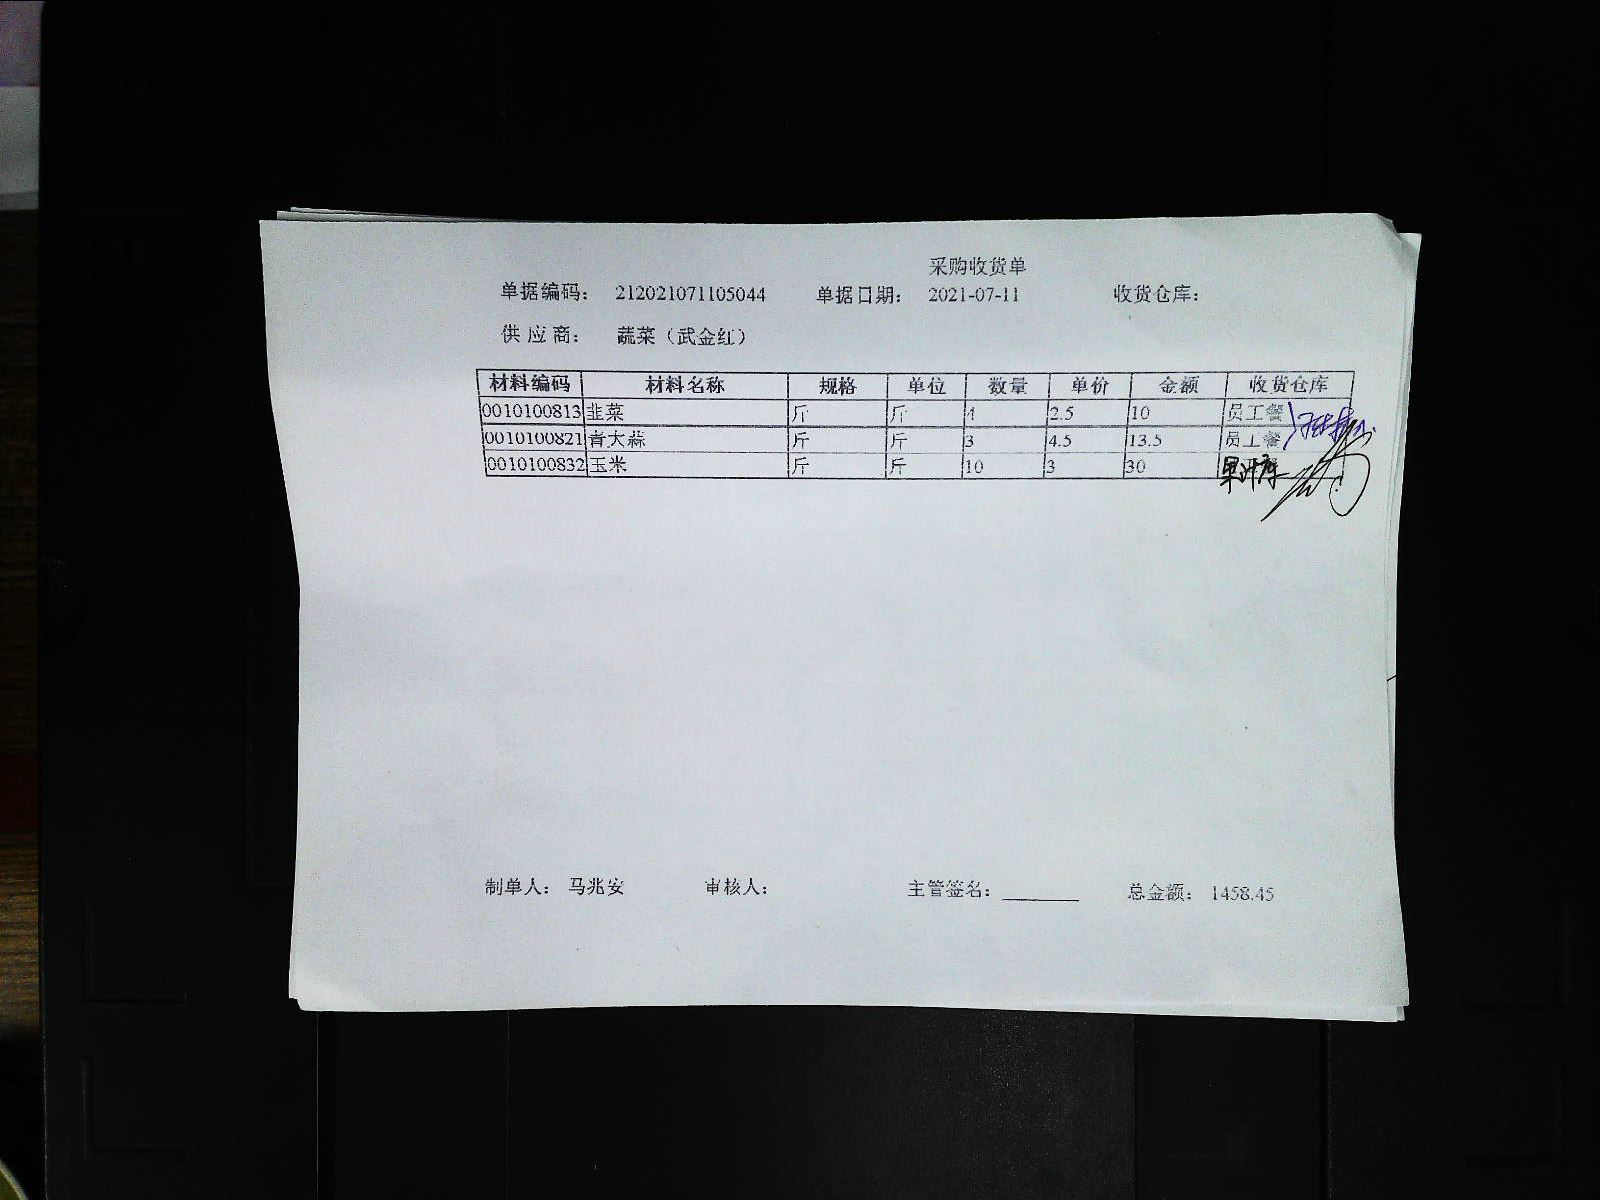 采购收货单
单据编码： 212021071105044 单据日期： 2021-07-11 收货仓库：
供 应 商： 蔬菜（武金红）
材料编码 材料名称 规格 单位 数量 单价 金额 收货仓库
0010100813 韭菜 斤 斤 4 2.5 10 员工餐
0010100821 青大蒜 斤 斤 3 4.5 13.5 员工餐
0010100832 玉米 斤 斤 10 3 30 果汁库
制单人： 马兆安 审核人： 主管签名： 总金额： 1458.45